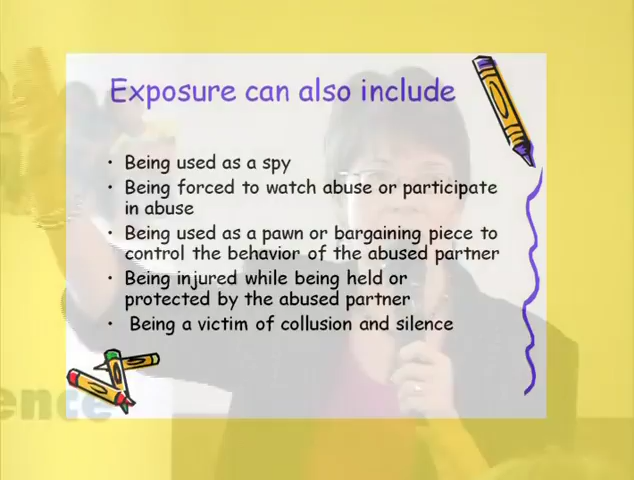 Exposure can also include
• Being used as a spy
• Being forced to watch abuse or participate
in abuse
• Being used as a pawn or bargaining piece to
control the behavior of the abused partner
• Being injured while being held or
protected by the abused partner
• Being a victim of collusion and silence
ence